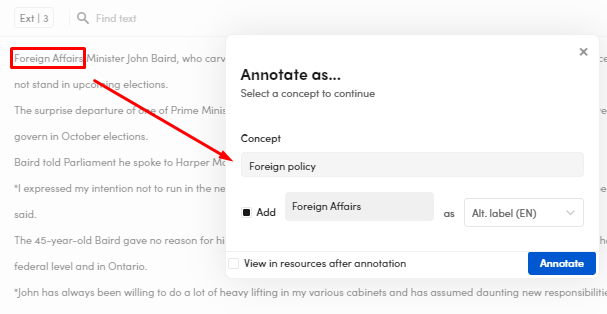 Ext | 3 Find text
Foreign Affairs Minister John Baird, who carv
not stand in upcoming elections.
The surprise departure of one of Prime Minis
govern in October elections.
Baird told Parliament he spoke to Harper Mo
"I expressed my intention not to run in the ne
said.
The 45-year-old Baird gave no reason for hi
federal level and in Ontario.
"John has always been willing to do a lot of heavy lifting in my various cabinets and has assumed daunting new responsibilitie
Annotate as...
Select a concept to continue
Concept
Foreign policy
Add Foreign Affairs as Alt. label (EN)
View in resources after annotation Annotate